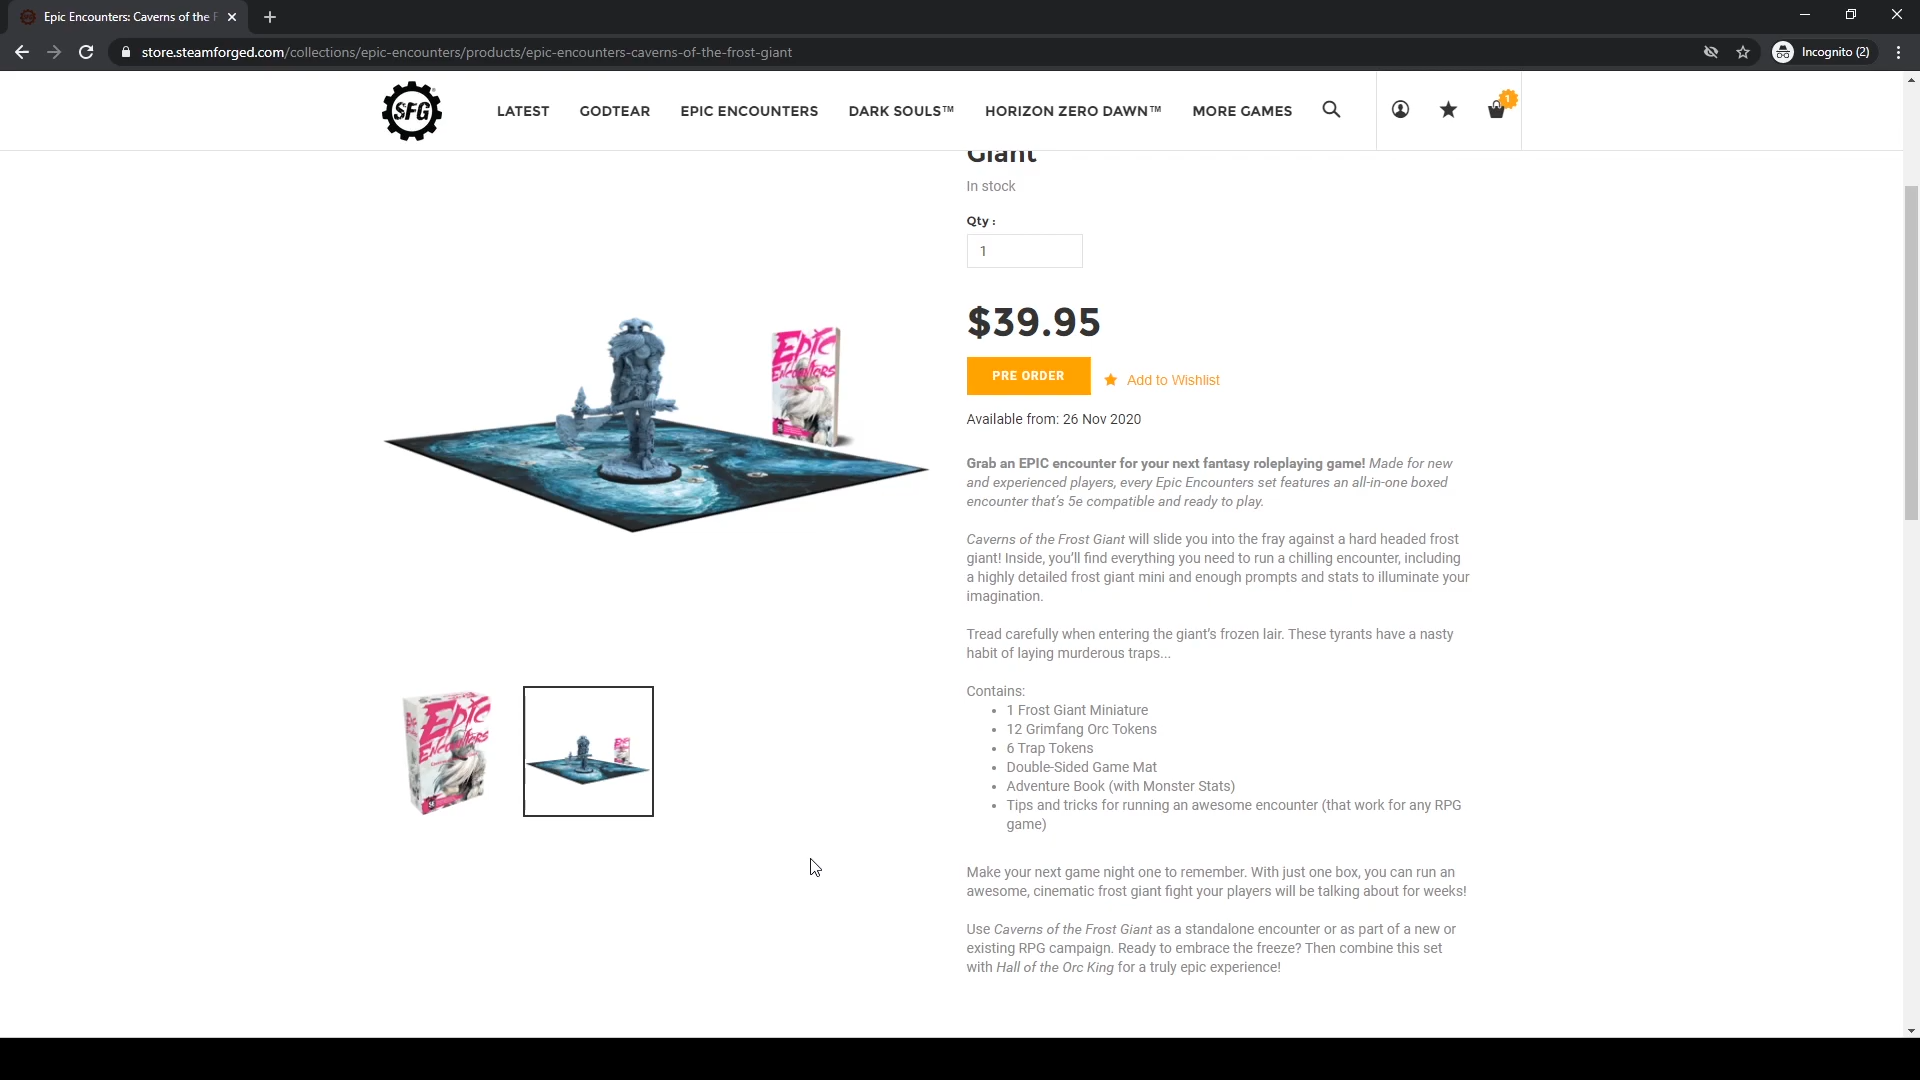 Epic Encounters: Caverns of the F
store.steamforged.com/collections/epic-encounters/products/epic-encounters-caverns-of-the-frost-giant
Incognito (2)
SFG
LATEST
GODTEAR
EPIC ENCOUNTERS
DARK SOULS™
HORIZON ZERO DAWN™
MORE GAMES
1
Giant
In stock
Qty :
1
$39.95
PRE ORDER
Add to Wishlist
Available from: 26 Nov 2020
Grab an EPIC encounter for your next fantasy roleplaying game! Made for new
and experienced players, every Epic Encounters set features an all-in-one boxed
encounter that's 5e compatible and ready to play.
Caverns of the Frost Giant will slide you into the fray against a hard headed frost
giant! Inside, you’ll find everything you need to run a chilling encounter, including
a highly detailed frost giant mini and enough prompts and stats to illuminate your
imagination.
Tread carefully when entering the giant’s frozen lair. These tyrants have a nasty
habit of laying murderous traps...
Contains:
• 1 Frost Giant Miniature
• 12 Grimfang Orc Tokens
• 6 Trap Tokens
• Double-Sided Game Mat
• Adventure Book (with Monster Stats)
• Tips and tricks for running an awesome encounter (that work for any RPG
game)
Make your next game night one to remember. With just one box, you can run an
awesome, cinematic frost giant fight your players will be talking about for weeks!
Use Caverns of the Frost Giant as a standalone encounter or as part of a new or
existing RPG campaign. Ready to embrace the freeze? Then combine this set
with Hall of the Orc King for a truly epic experience!
EPIC
ENCOUNTERS
EPIC
ENCOUNTERS